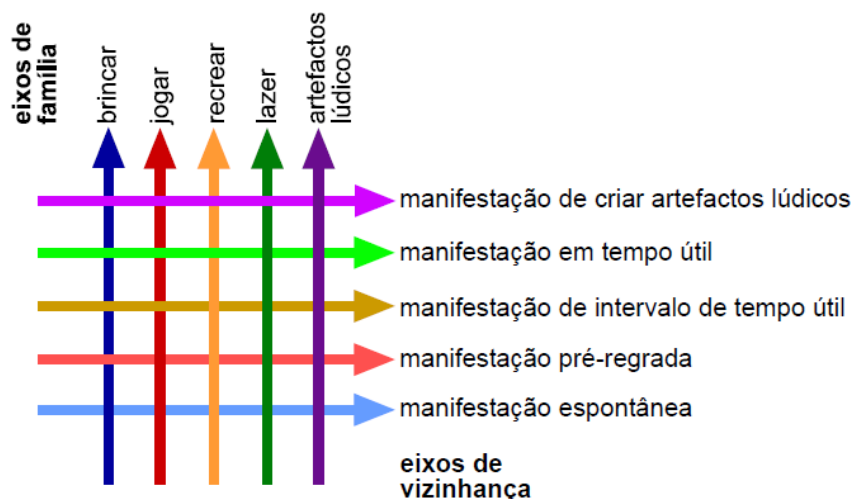 eixos de
família
brincar
jogar
recrear
lazer
artefactos
lúdicos
manifestação de criar artefactos lúdicos
manifestação em tempo útil
manifestação de intervalo de tempo útil
manifestação pré-regrada
manifestação espontânea
eixos de
vizinhança